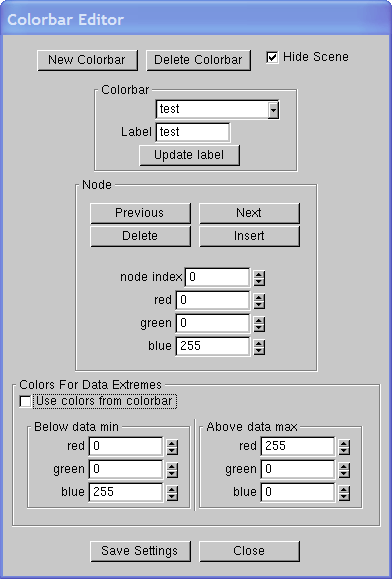 Colorbar Editor
New Colorbar Delete Colorbar Hide Scene
Colorbar
test
Label test
Update label
Node
Previous Next
Delete Insert
node index 0
red 0
green 0
blue 255
Colors For Data Extremes
Use colors from colorbar
Below data min
red 0
green 0
blue 255
Above data max
red 255
green 0
blue 0
Save Settings Close